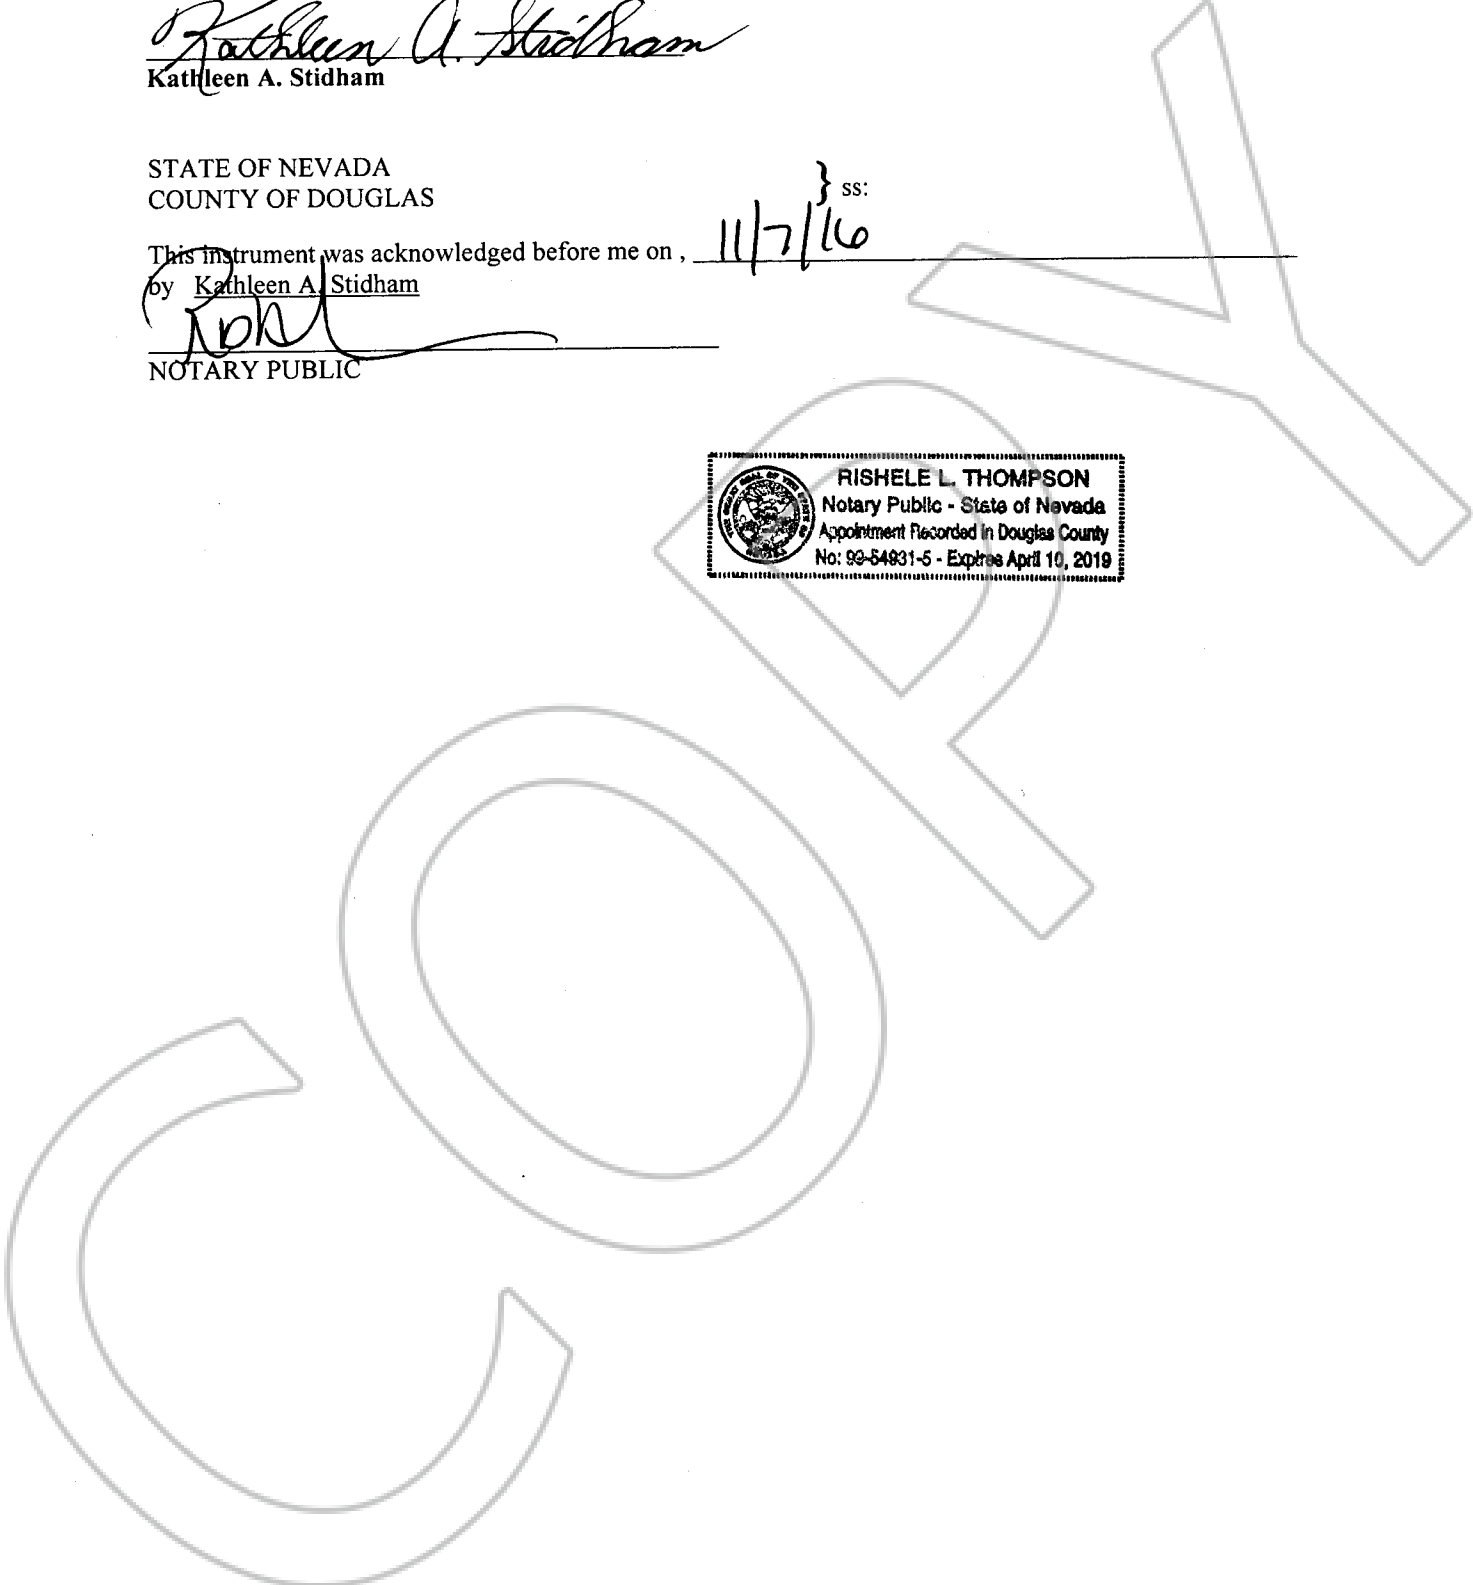 Kathleen A. Stidham
Kathleen A. Stidham
STATE OF NEVADA
COUNTY OF DOUGLAS
} ss:
This instrument was acknowledged before me on , 11/7/16
by Kathleen A. Stidham
NOTARY PUBLIC
RISHELE L. THOMPSON
Notary Public - State of Nevada
Appointment Recorded in Douglas County
No: 99-54931-5 - Expires April 10, 2019
COPY